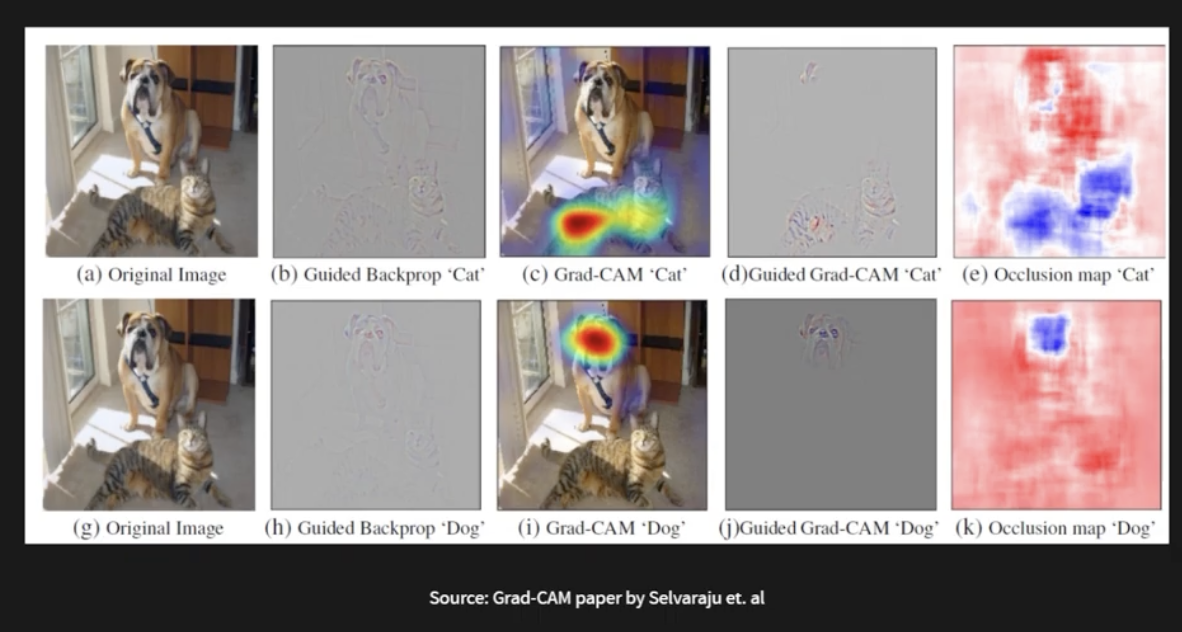 (a) Original Image (b) Guided Backprop ‘Cat’ (c) Grad-CAM ‘Cat’ (d)Guided Grad-CAM ‘Cat’ (e) Occlusion map ‘Cat’
(g) Original Image (h) Guided Backprop ‘Dog’ (i) Grad-CAM ‘Dog’ (j)Guided Grad-CAM ‘Dog’ (k) Occlusion map ‘Dog’
Source: Grad-CAM paper by Selvaraju et. al